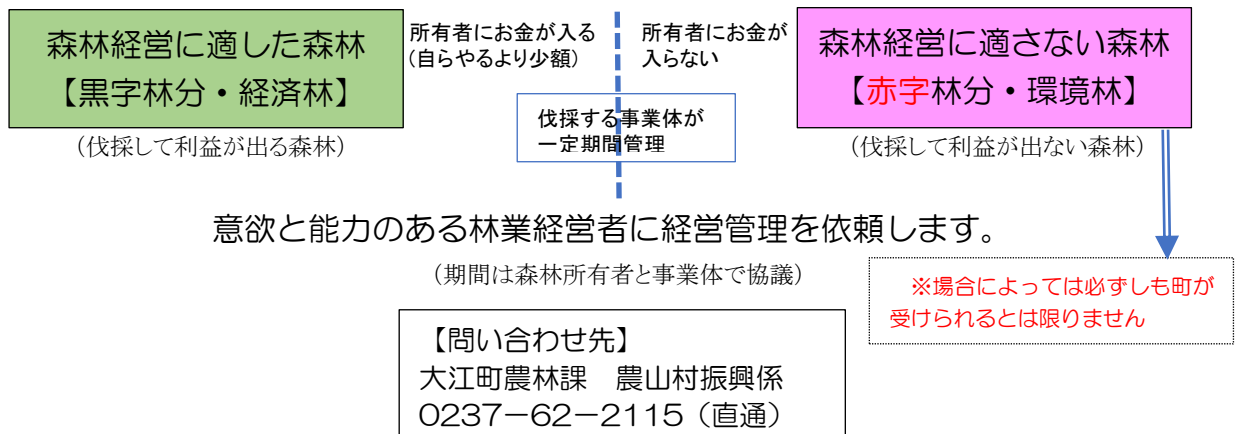 森林経営に適した森林
【黒字林分・経済林】
(伐採して利益が出る森林)
所有者にお金が入る
(自らやるより少額)
所有者にお金が
入らない
伐採する事業体が
一定期間管理
森林経営に適さない森林
【赤字林分・環境林】
(伐採して利益が出ない森林)
意欲と能力のある林業経営者に経営管理を依頼します。
(期間は森林所有者と事業体で協議)
※場合によっては必ずしも町が
受けられるとは限りません
【問い合わせ先】
大江町農林課　農山村振興係
0237－62－2115（直通）